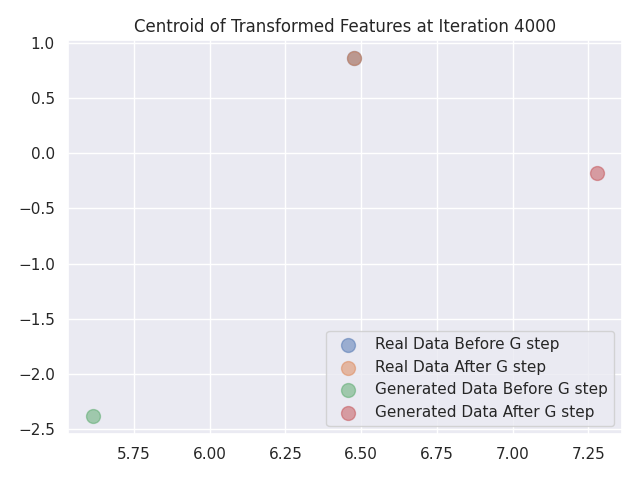 Centroid of Transformed Features at Iteration 4000
1.0
0.5
0.0
−0.5
−1.0
−1.5
−2.0
−2.5
Real Data Before G step
Real Data After G step
Generated Data Before G step
Generated Data After G step
5.75 6.00 6.25 6.50 6.75 7.00 7.25